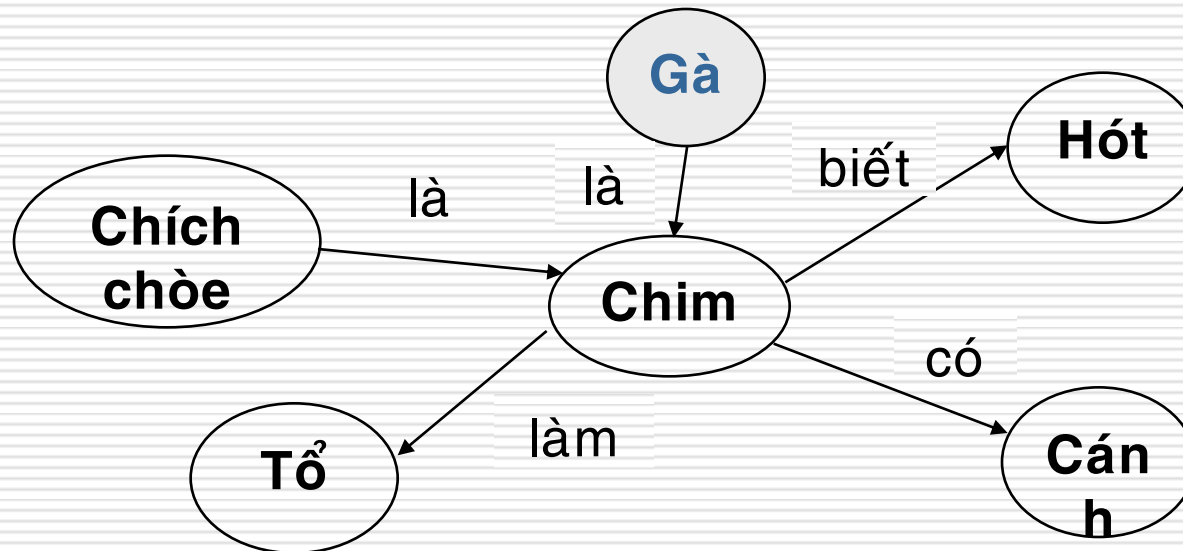 Gà
Hót
biết
là
là
Chích
chòe
Chim
có
làm
Tổ
Cán
h